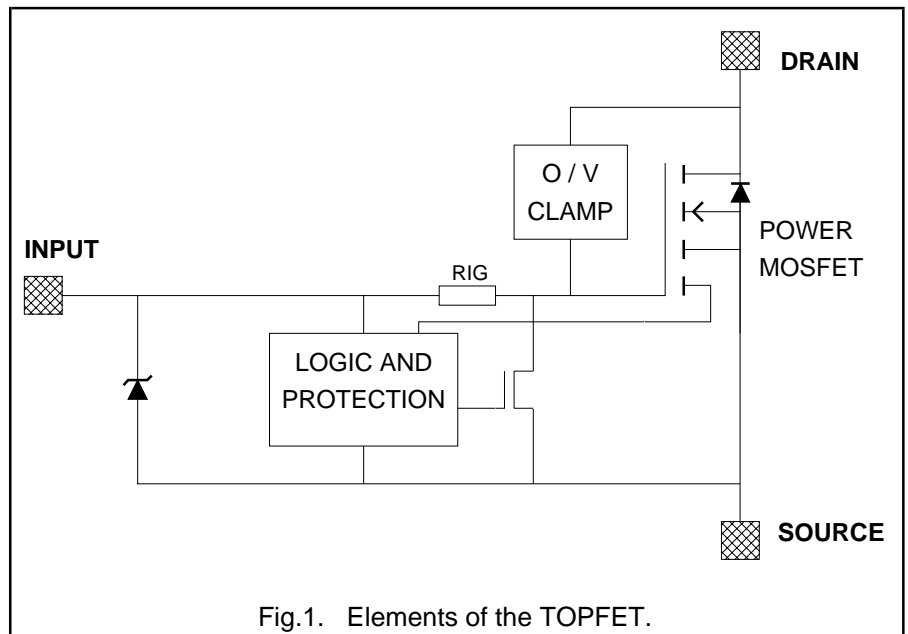 DRAIN
O / V
CLAMP
POWER
MOSFET
INPUT
RIG
LOGIC AND
PROTECTION
SOURCE
Fig.1. Elements of the TOPFET.